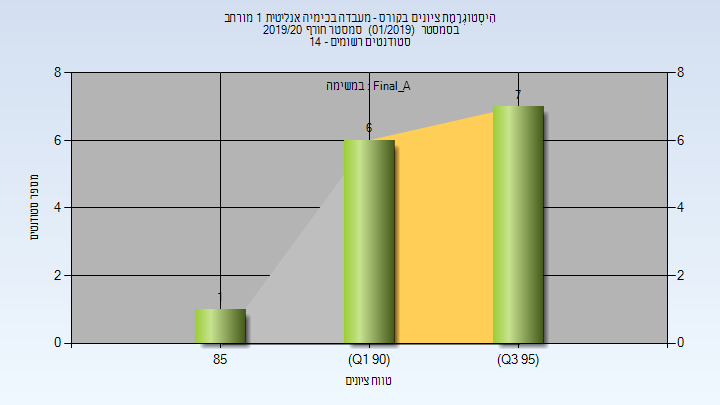 הִיסְטוֹגְרָמַת ציונים בקורס - מעבדה בכימיה אנליטית 1 מורחב
בסמסטר (01/2019) סמסטר חורף 2019/20
סטודנטים רשומים - 14
במשימה : Final_A
8 8
7
6 6 6
4 4
2 2
1
0 0
85 (Q1 90) (Q3 95)
מספר סטודנטים
טווח ציונים